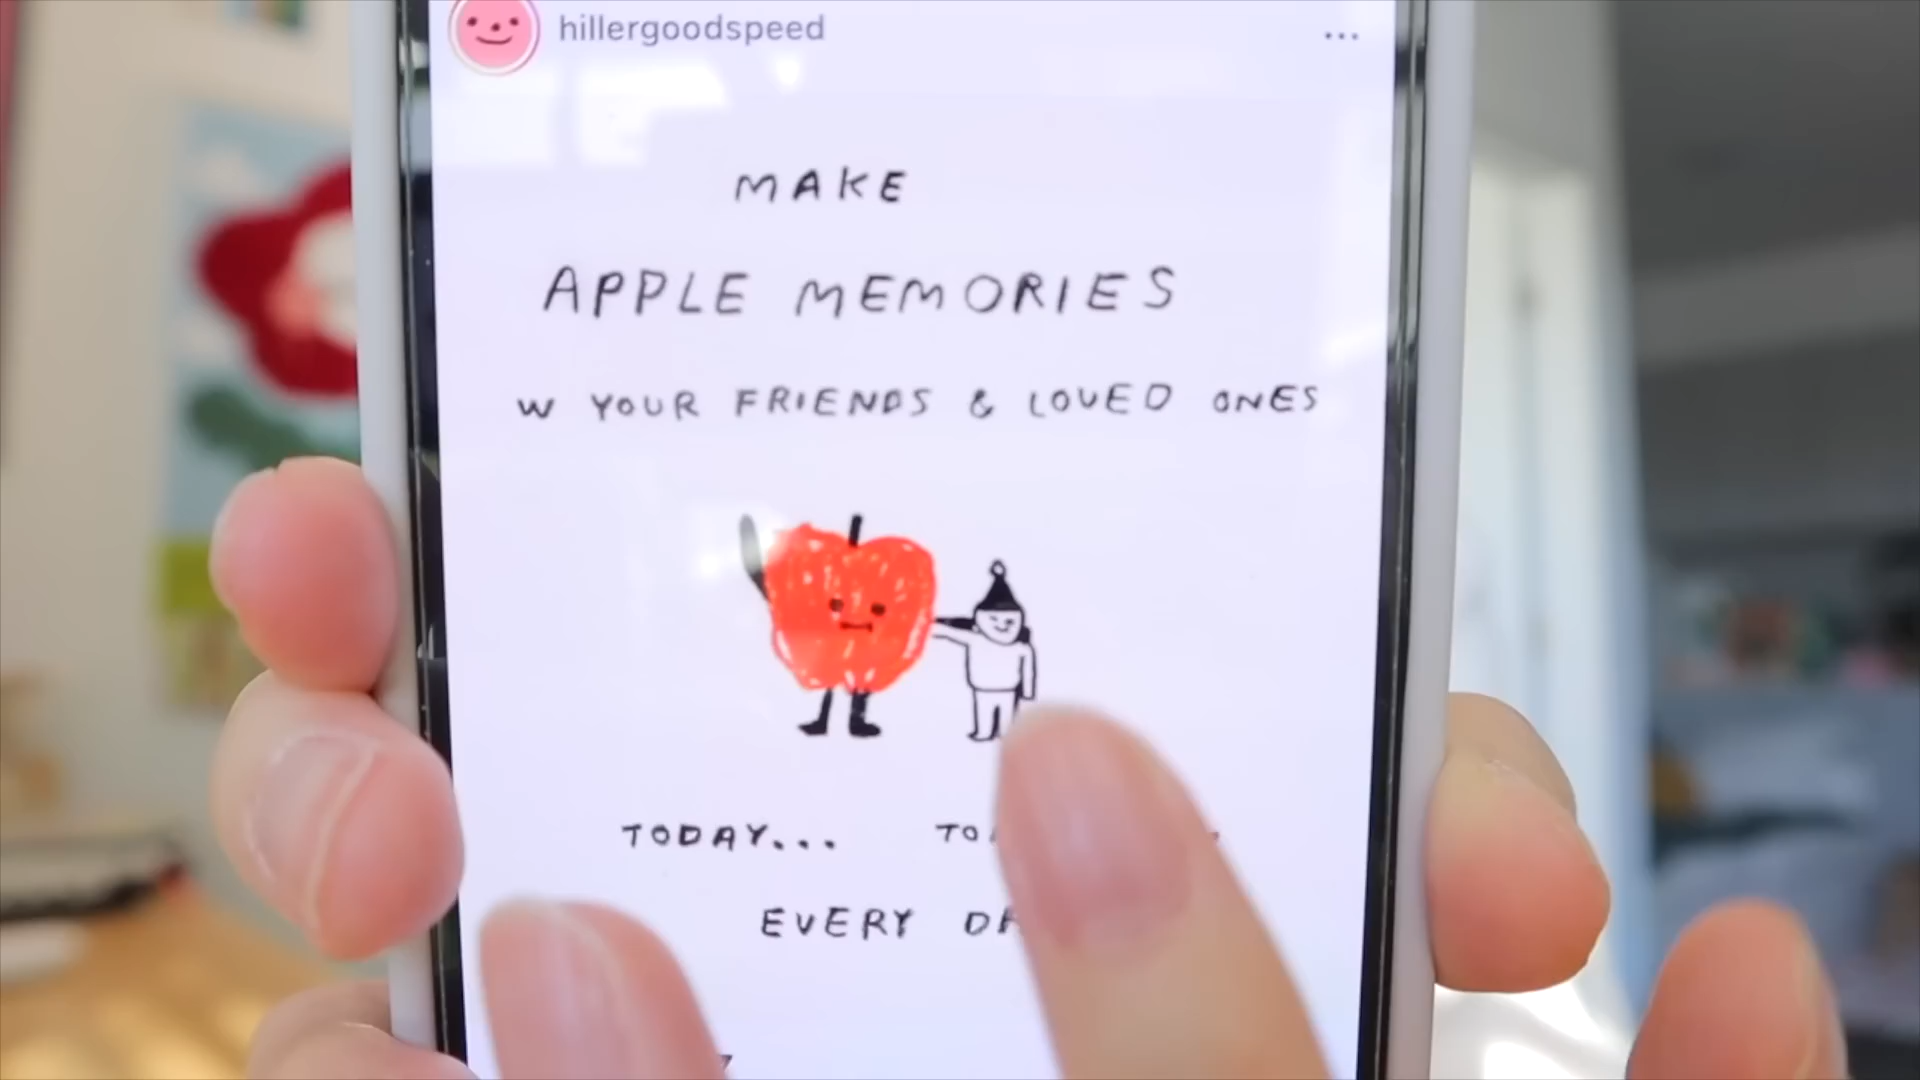 hillergoodspeed
MAKE
APPLE MEMORIES
W YOUR FRIENDS & LOVED ONES
TODAY...
EVERY